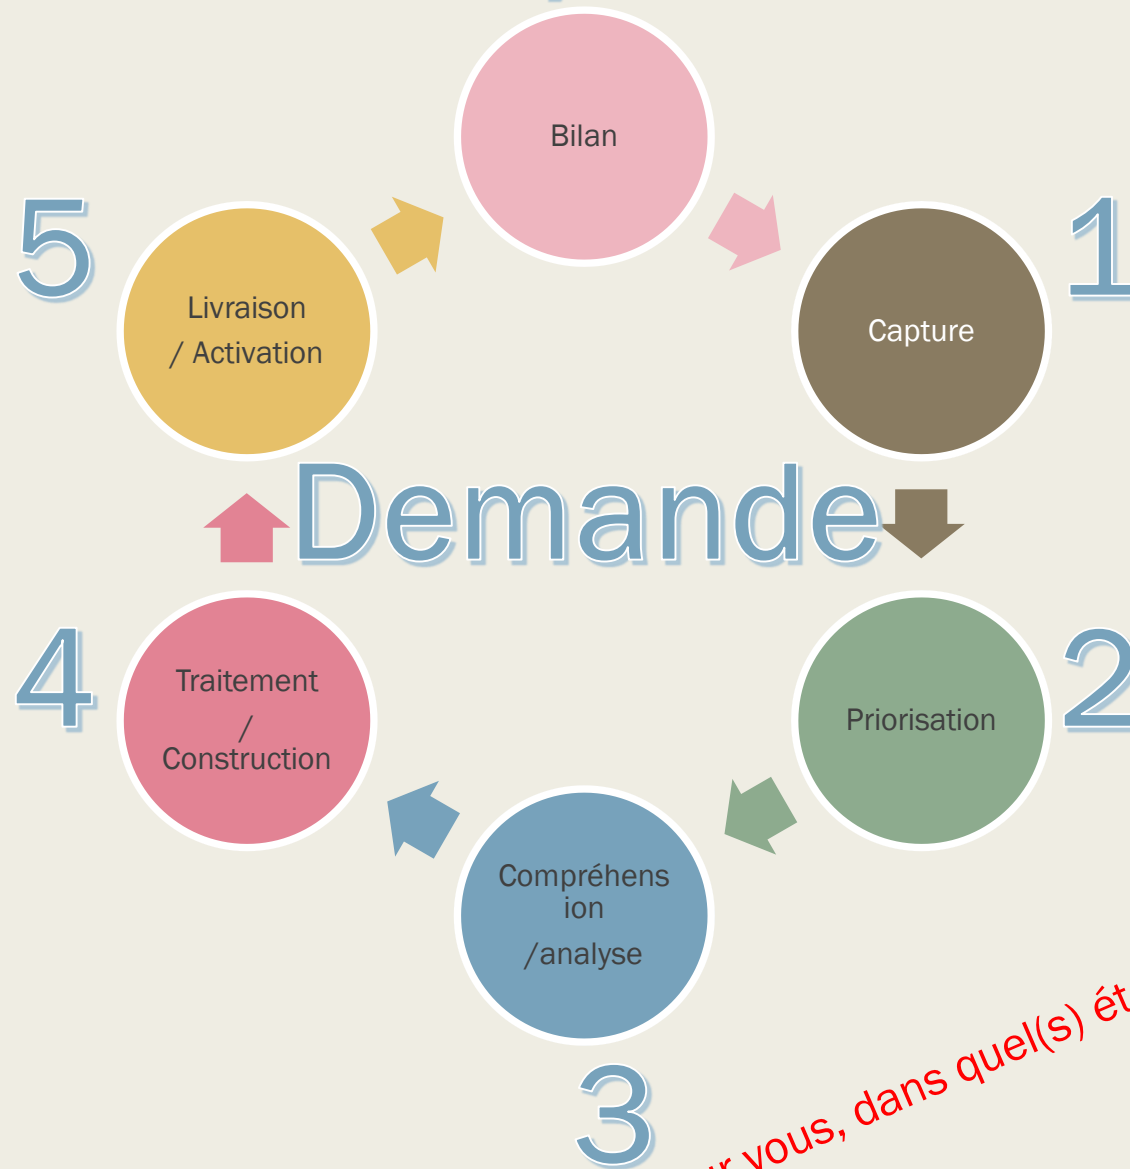 Bilan
1
Capture
5
Livraison
/ Activation
Demande
2
Priorisation
4
Traitement
/
Construction
Compréhens
ion
/analyse
3
vous, dans quel(s)